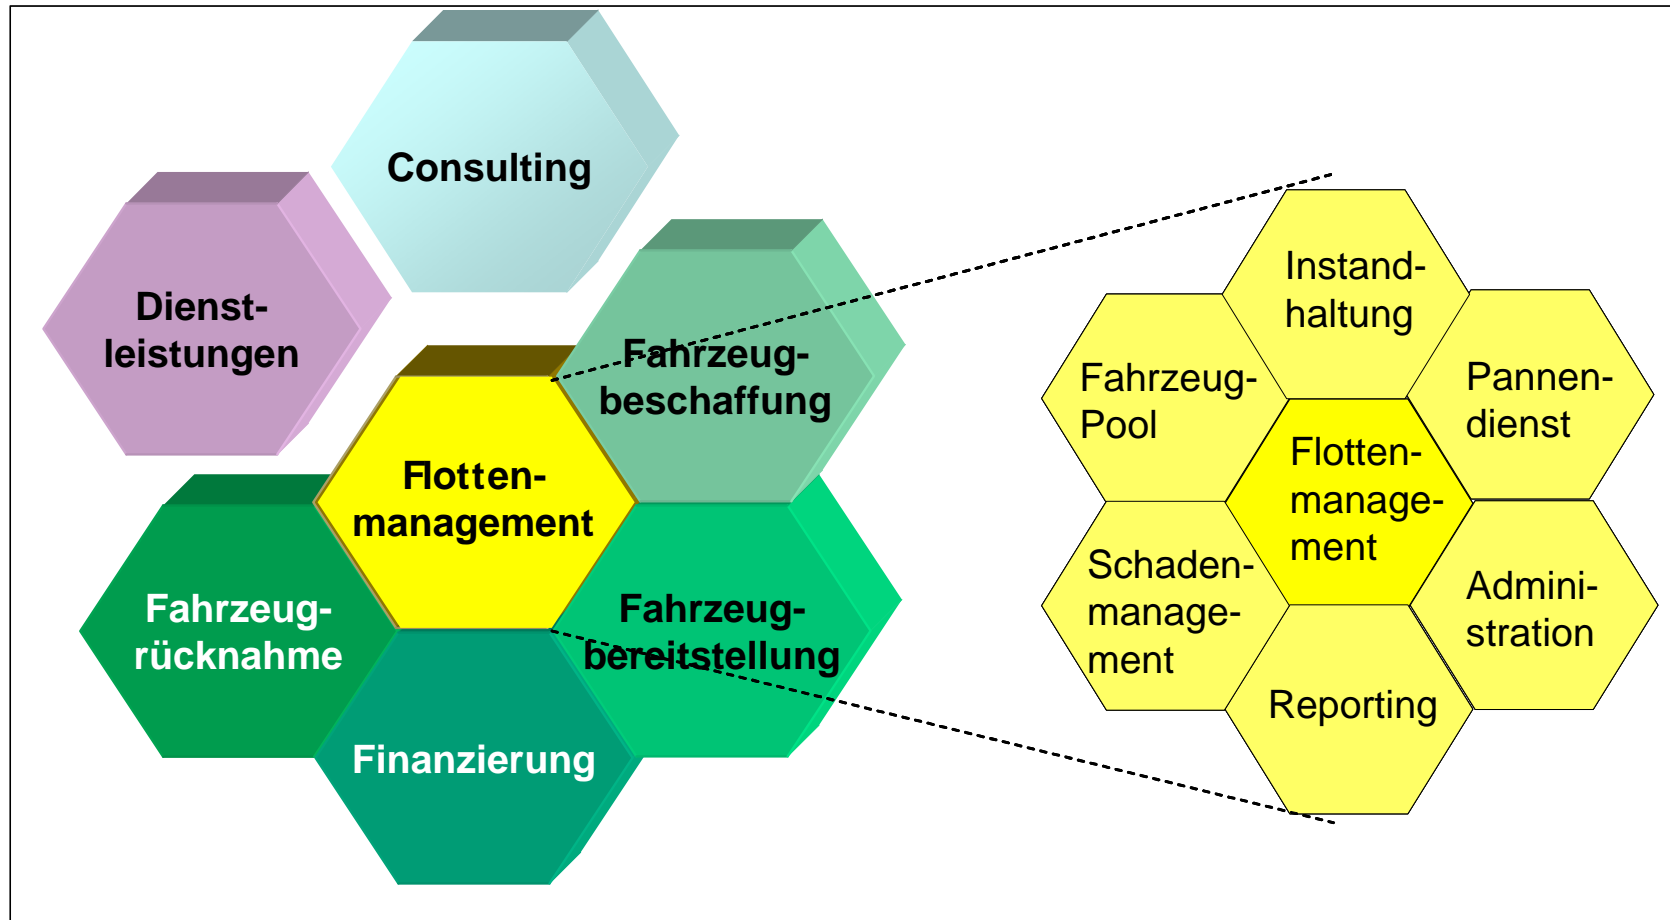 Consulting
Dienst-
leistungen
Fahrzeug-
beschaffung
Flotten-
management
Fahrzeug-
rücknahme
Fahrzeug-
bereitstellung
Finanzierung
Instand-
haltung
Fahrzeug-
Pool
Pannen-
dienst
Flotten-
manage-
ment
Schaden-
manage-
ment
Admini-
stration
Reporting